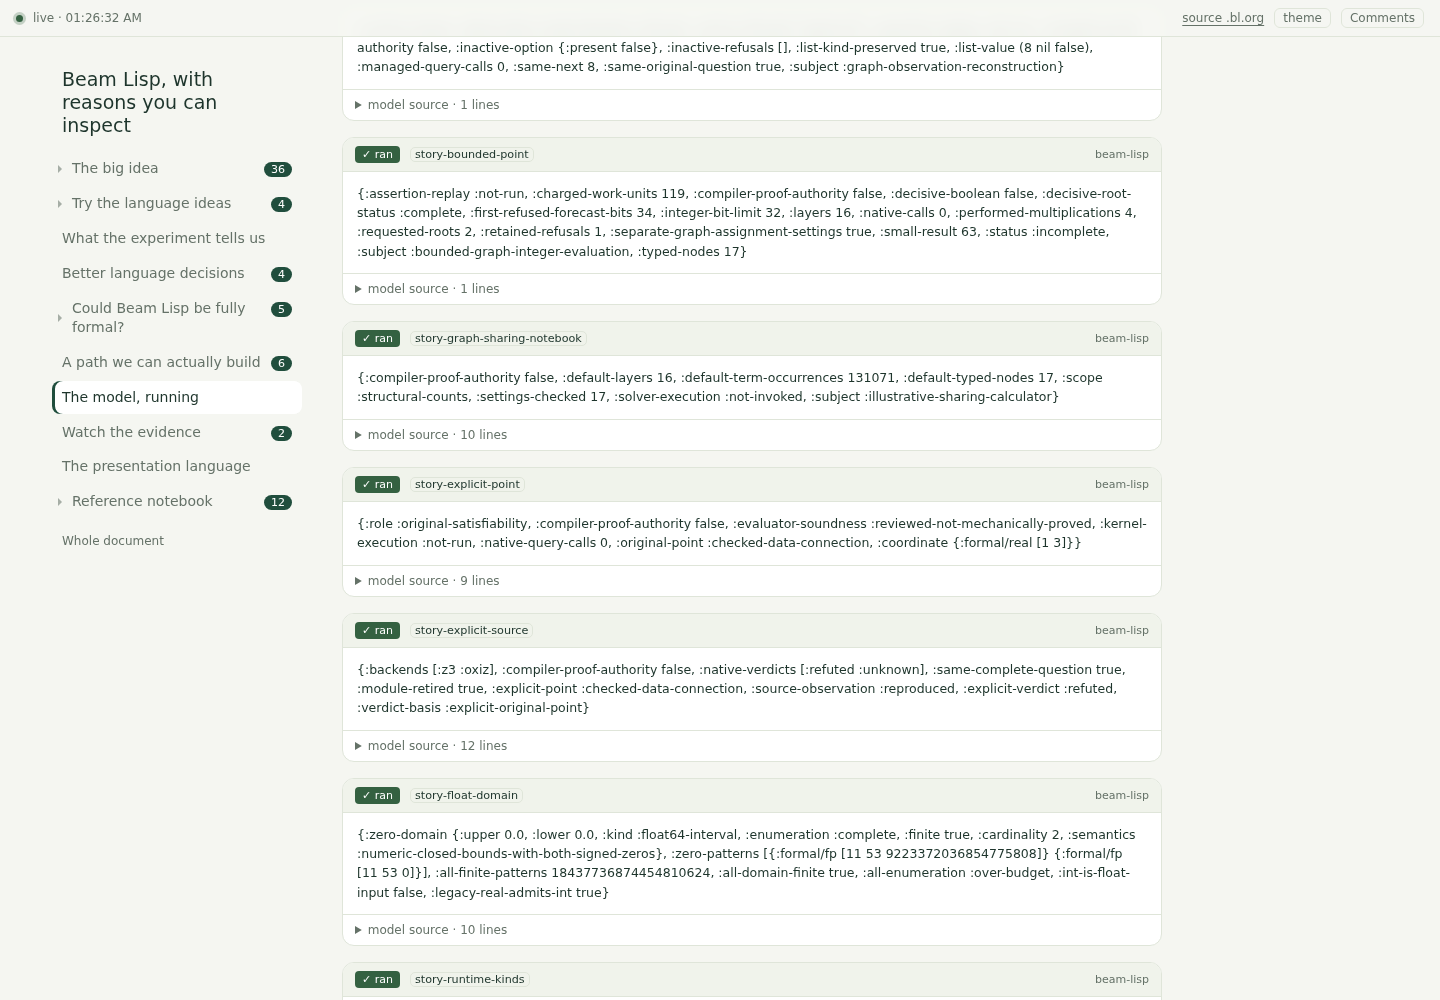 live · 01:26:32 AM
source .bl.org
theme
Comments
Beam Lisp, with
reasons you can
inspect
The big idea 36
Try the language ideas 4
What the experiment tells us
Better language decisions 4
Could Beam Lisp be fully 5
formal?
A path we can actually build 6
The model, running
Watch the evidence 2
The presentation language
Reference notebook 12
Whole document
authority false, :inactive-option {:present false}, :inactive-refusals [], :list-kind-preserved true, :list-value (8 nil false),
:managed-query-calls 0, :same-next 8, :same-original-question true, :subject :graph-observation-reconstruction}
▶ model source · 1 lines
✓ ran story-bounded-point beam-lisp
{:assertion-replay :not-run, :charged-work-units 119, :compiler-proof-authority false, :decisive-boolean false, :decisive-root-
status :complete, :first-refused-forecast-bits 34, :integer-bit-limit 32, :layers 16, :native-calls 0, :performed-multiplications 4,
:requested-roots 2, :retained-refusals 1, :separate-graph-assignment-settings true, :small-result 63, :status :incomplete,
:subject :bounded-graph-integer-evaluation, :typed-nodes 17}
▶ model source · 1 lines
✓ ran story-graph-sharing-notebook beam-lisp
{:compiler-proof-authority false, :default-layers 16, :default-term-occurrences 131071, :default-typed-nodes 17, :scope
:structural-counts, :settings-checked 17, :solver-execution :not-invoked, :subject :illustrative-sharing-calculator}
▶ model source · 10 lines
✓ ran story-explicit-point beam-lisp
{:role :original-satisfiability, :compiler-proof-authority false, :evaluator-soundness :reviewed-not-mechanically-proved, :kernel-
execution :not-run, :native-query-calls 0, :original-point :checked-data-connection, :coordinate {:formal/real [1 3]}}
▶ model source · 9 lines
✓ ran story-explicit-source beam-lisp
{:backends [:z3 :oxiz], :compiler-proof-authority false, :native-verdicts [:refuted :unknown], :same-complete-question true,
:module-retired true, :explicit-point :checked-data-connection, :source-observation :reproduced, :explicit-verdict :refuted,
:verdict-basis :explicit-original-point}
▶ model source · 12 lines
✓ ran story-float-domain beam-lisp
{:zero-domain {:upper 0.0, :lower 0.0, :kind :float64-interval, :enumeration :complete, :finite true, :cardinality 2, :semantics
:numeric-closed-bounds-with-both-signed-zeros}, :zero-patterns [{:formal/fp [11 53 9223372036854775808]} {:formal/fp
[11 53 0]}], :all-finite-patterns 18437736874454810624, :all-domain-finite true, :all-enumeration :over-budget, :int-is-float-
input false, :legacy-real-admits-int true}
▶ model source · 10 lines
✓ ran story-runtime-kinds beam-lisp